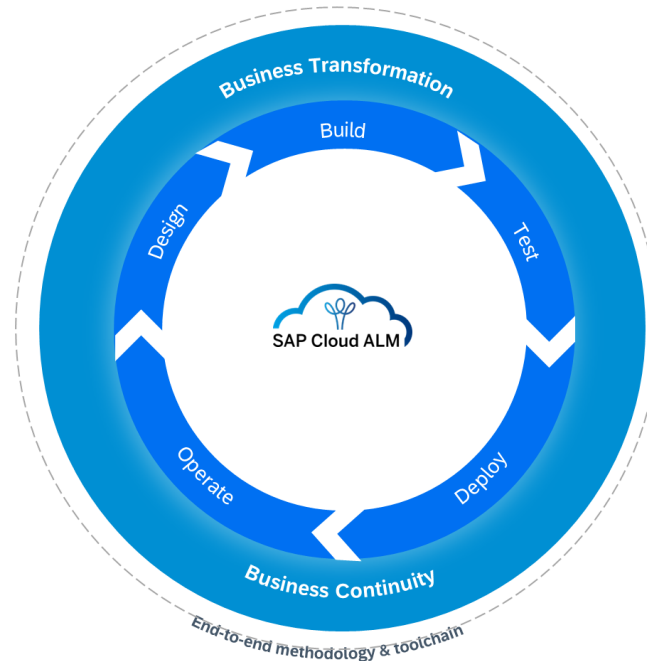 Business Transformation
Build
Design
Test
SAP Cloud ALM
Operate
Deploy
Business Continuity
End-to-end methodology & toolchain